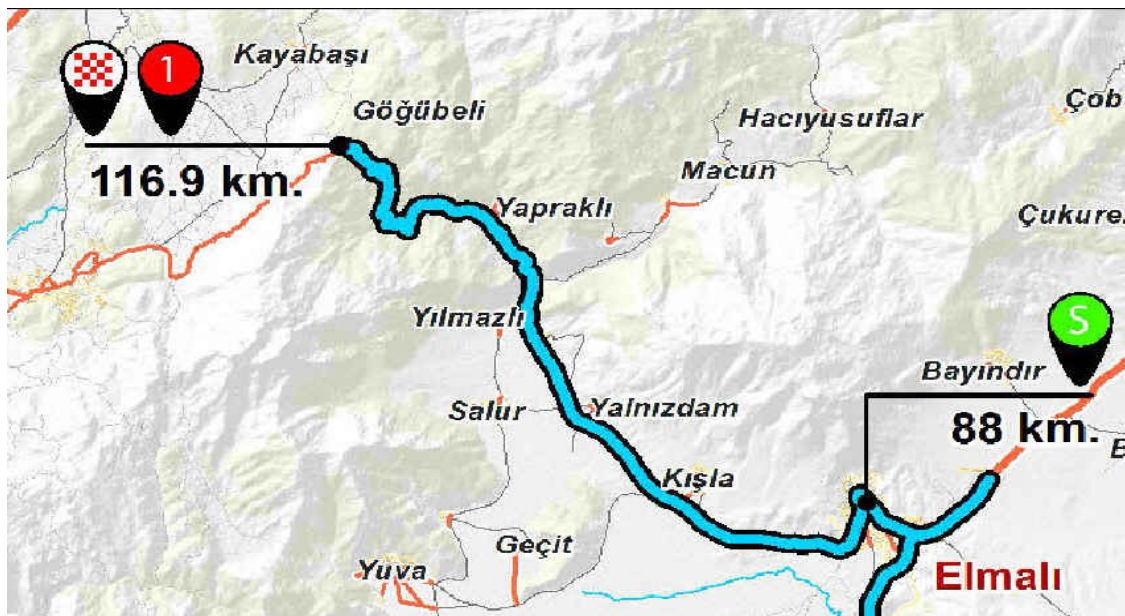 Kayabaşı
1
Göğübeli
116.9 km.
Hacıyusuflar
Çob
Macun
Yapraklı
Çukure
S
Yılmazlı
Bayındır
88 km.
Salur
Yalnızdam
B
Kışla
Geçit
Yuva
Elmalı